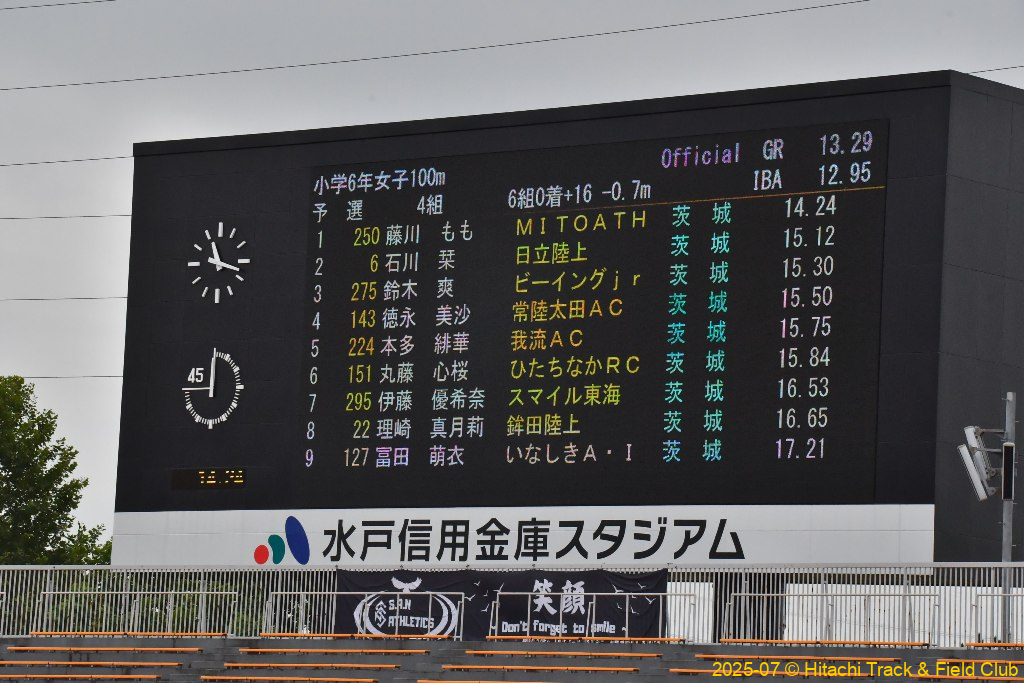 小学6年女子100m Official GR 13.29
予 選 4組 6組0着+16 -0.7m IBA 12.95
1 250 藤川 もも MITOATH 茨 城 14.24
2 6 石川 栞 日立陸上 茨 城 15.12
3 275 鈴木 爽 ビーイングjr 茨 城 15.30
4 143 徳永 美沙 常陸太田AC 茨 城 15.50
5 224 本多 緋華 我流AC 茨 城 15.75
6 151 丸藤 心桜 ひたちなかRC 茨 城 15.84
7 295 伊藤 優希奈 スマイル東海 茨 城 16.53
8 22 理崎 真月莉 鉾田陸上 茨 城 16.65
9 127 冨田 萌衣 いなしきA・I 茨 城 17.21
45
水戸信用金庫スタジアム
S.A.N ATHLETICS
笑顔
Don't forget to smile ~
2025-07 © Hitachi Track & Field Club